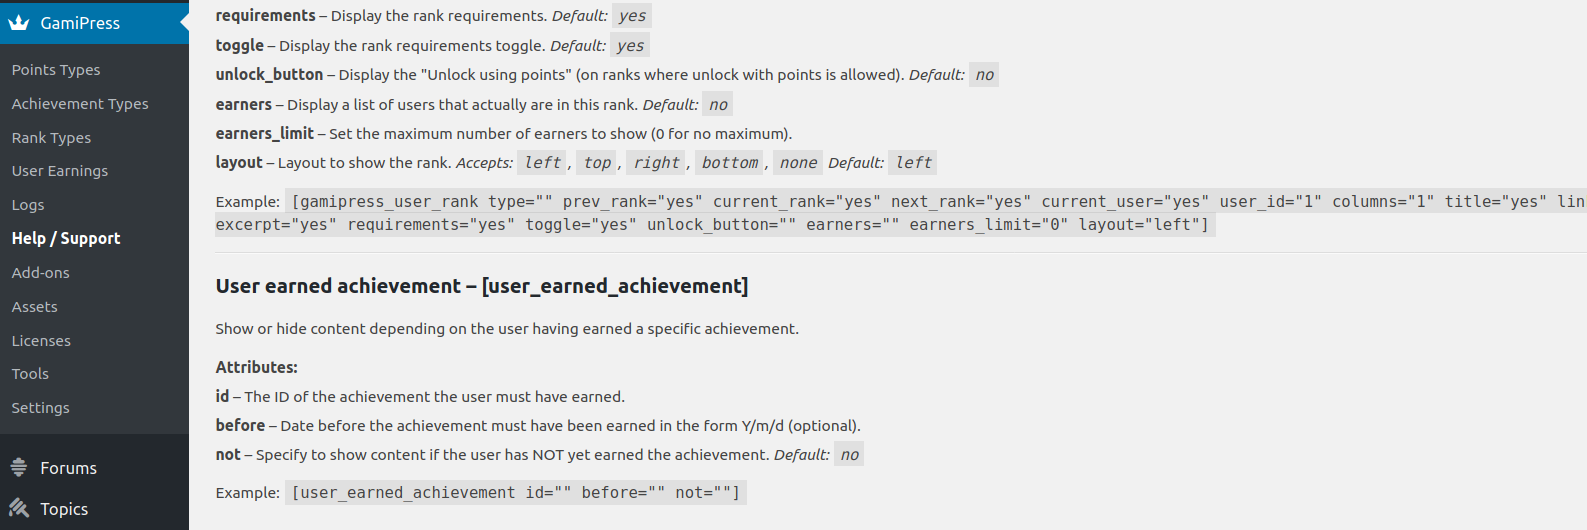 GamiPress
Points Types
Achievement Types
Rank Types
User Earnings
Logs
Help / Support
Add-ons
Assets
Licenses
Tools
Settings
Forums
Topics
requirements – Display the rank requirements. Default: yes
toggle – Display the rank requirements toggle. Default: yes
unlock_button – Display the "Unlock using points" (on ranks where unlock with points is allowed). Default: no
earners – Display a list of users that actually are in this rank. Default: no
earners_limit – Set the maximum number of earners to show (0 for no maximum).
layout – Layout to show the rank. Accepts: left , top , right , bottom , none Default: left
Example: [gamipress_user_rank type="" prev_rank="yes" current_rank="yes" next_rank="yes" current_user="yes" user_id="1" columns="1" title="yes" lin
excerpt="yes" requirements="yes" toggle="yes" unlock_button="" earners="" earners_limit="0" layout="left"]
User earned achievement – [user_earned_achievement]
Show or hide content depending on the user having earned a specific achievement.
Attributes:
id – The ID of the achievement the user must have earned.
before – Date before the achievement must have been earned in the form Y/m/d (optional).
not – Specify to show content if the user has NOT yet earned the achievement. Default: no
Example: [user_earned_achievement id="" before="" not=""]